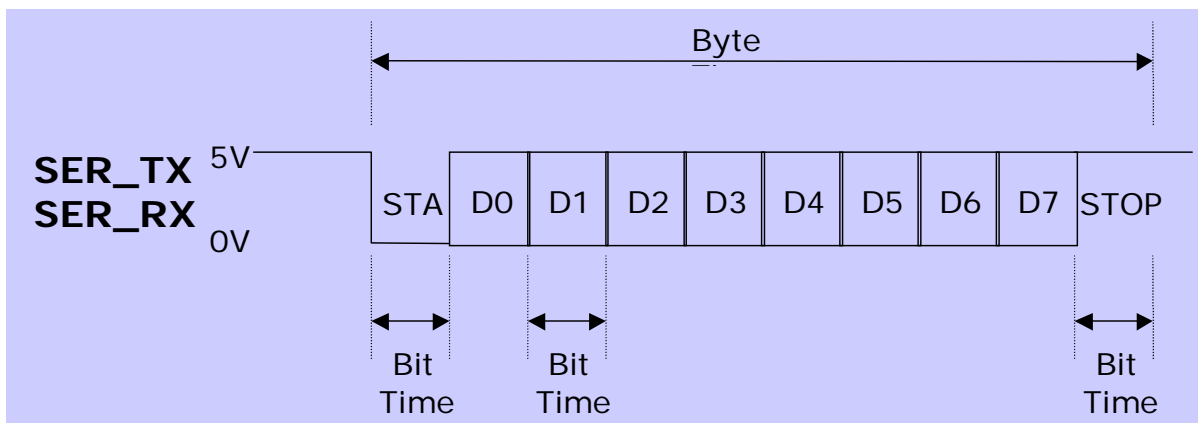 Byte
SER_TX 5V
SER_RX 0V
STA D0 D1 D2 D3 D4 D5 D6 D7 STOP
Bit Bit Bit
Time Time Time